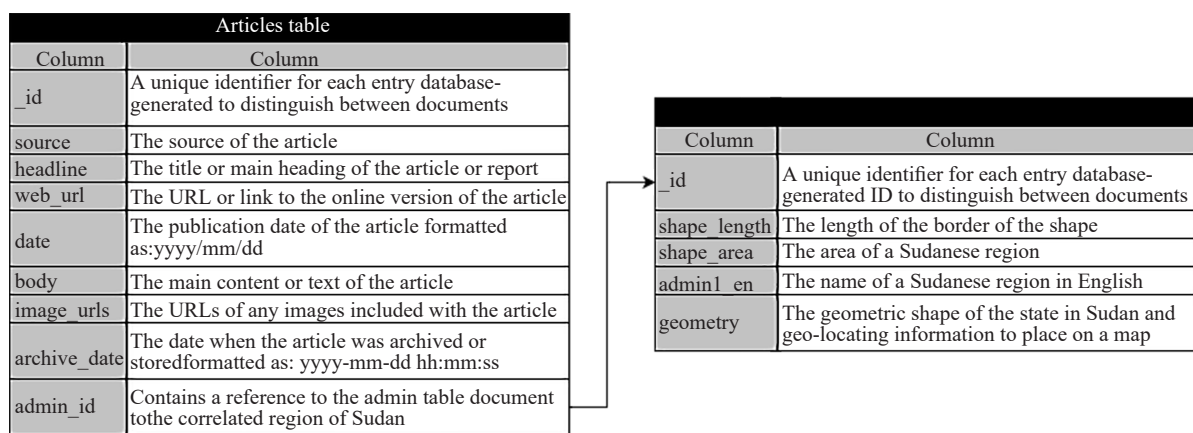 Articles table
Column Column
_id A unique identifier for each entry database-
generated to distinguish between documents
source The source of the article
headline The title or main heading of the article or report
web_url The URL or link to the online version of the article
date The publication date of the article formatted
as:yyyy/mm/dd
body The main content or text of the article
image_urls The URLs of any images included with the article
archive_date The date when the article was archived or
storedformatted as: yyyy-mm-dd hh:mm:ss
admin_id Contains a reference to the admin table document
tothe correlated region of Sudan
Column Column
_id A unique identifier for each entry database-
generated ID to distinguish between documents
shape_length The length of the border of the shape
shape_area The area of a Sudanese region
admin1_en The name of a Sudanese region in English
geometry The geometric shape of the state in Sudan and
geo-locating information to place on a map